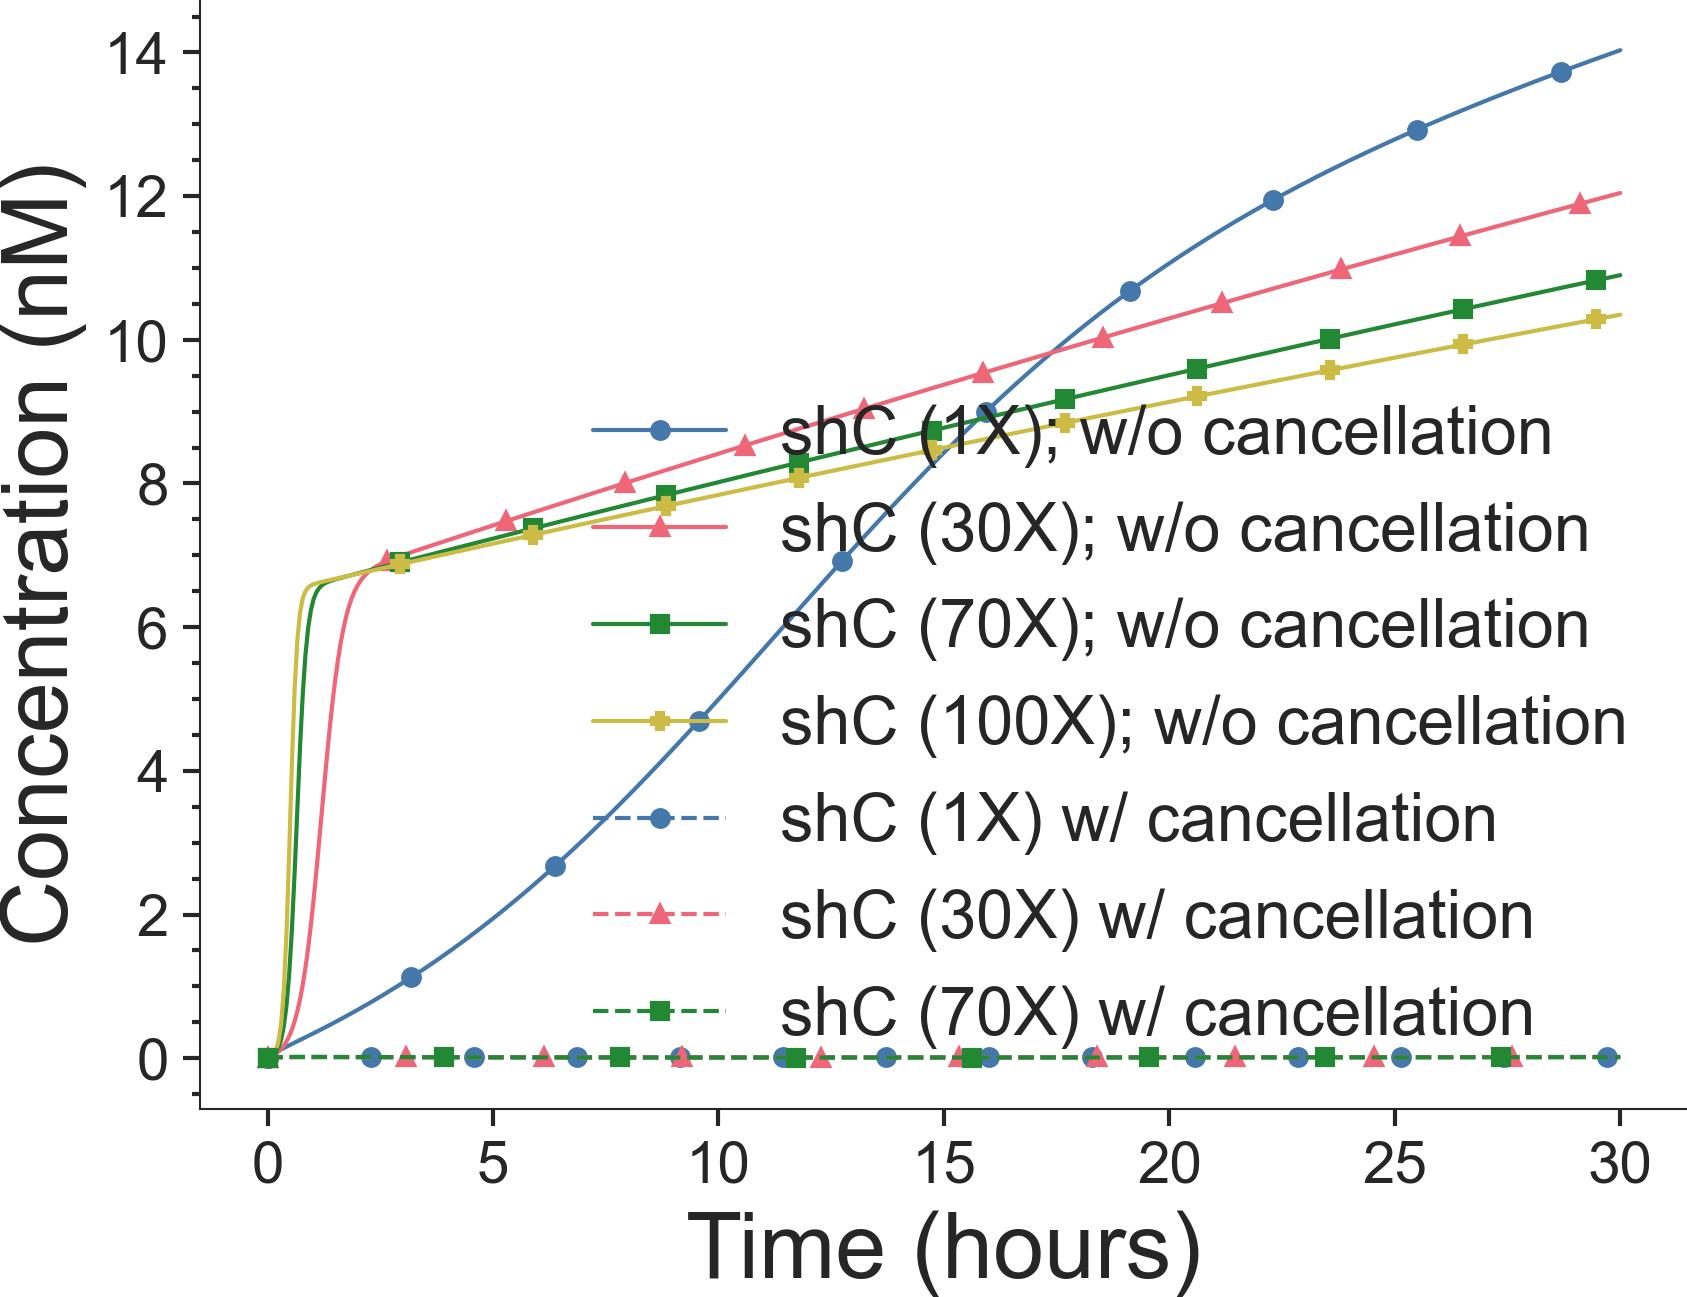 Concentration (nM)
14
12
10
8
6
4
2
0
shC (1X); w/o cancellation
shC (30X); w/o cancellation
shC (70X); w/o cancellation
shC (100X); w/o cancellation
shC (1X) w/ cancellation
shC (30X) w/ cancellation
shC (70X) w/ cancellation
0 5 10 15 20 25 30
Time (hours)